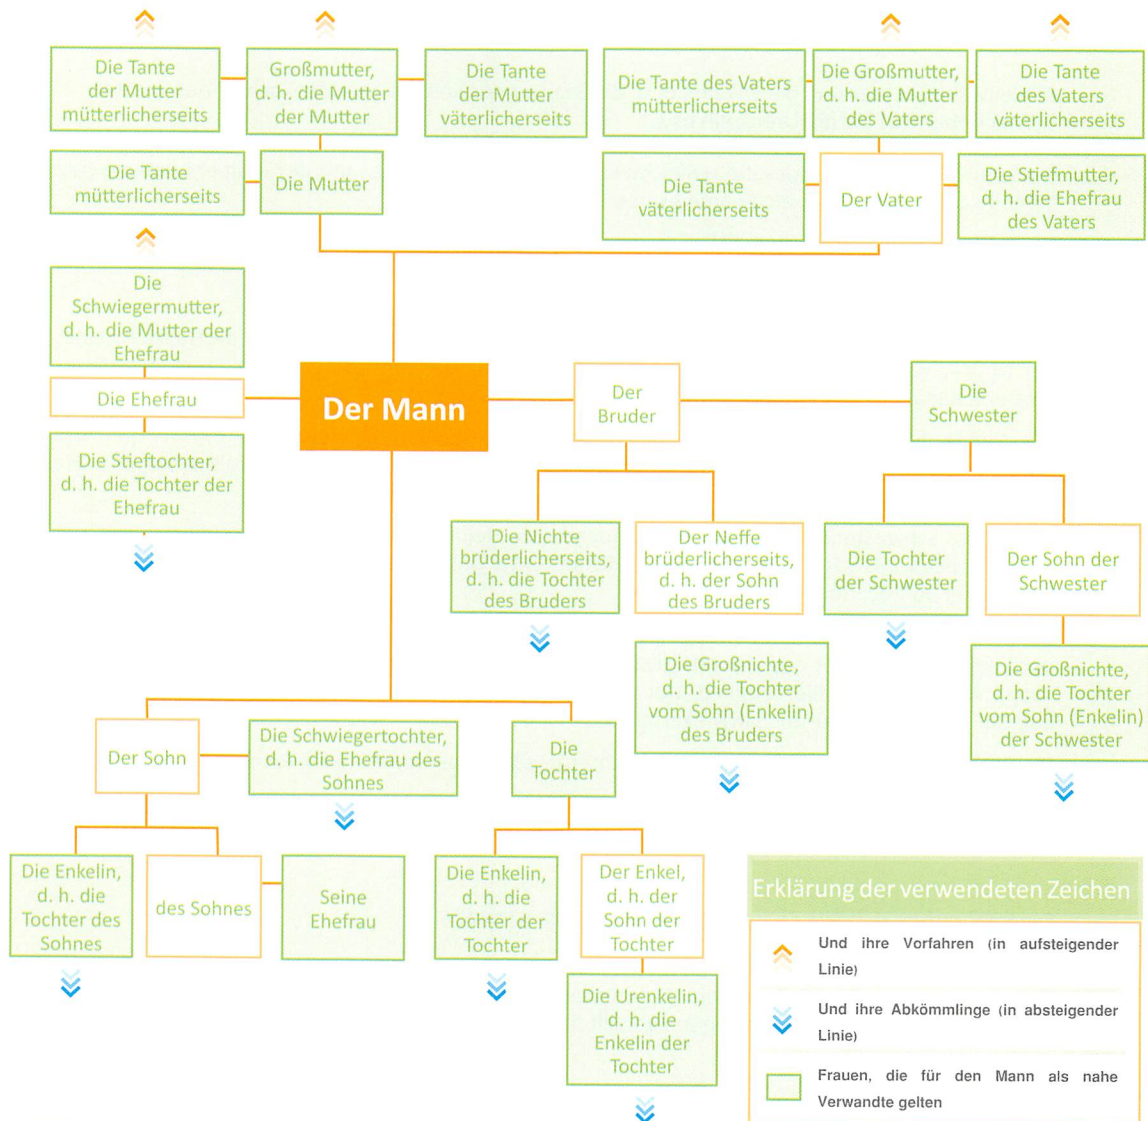 Die Tante
der Mutter
mütterlicherseits
Großmutter,
d. h. die Mutter
der Mutter
Die Tante
der Mutter
väterlicherseits
Die Tante des Vaters
mütterlicherseits
Die Großmutter,
d. h. die Mutter
des Vaters
Die Tante
des Vaters
väterlicherseits
Die Tante
mütterlicherseits
Die Mutter
Die Tante
väterlicherseits
Der Vater
Die Stiefmutter,
d. h. die Ehefrau
des Vaters
Die
Schwiegermutter,
d. h. die Mutter der
Ehefrau
Die Ehefrau
Der Mann
Der
Bruder
Die
Schwester
Die Stieftochter,
d. h. die Tochter der
Ehefrau
Die Nichte
brüderlicherseits,
d. h. die Tochter
des Bruders
Der Neffe
brüderlicherseits,
d. h. der Sohn
des Bruders
Die Tochter
der Schwester
Der Sohn der
Schwester
Die Großnichte,
d. h. die Tochter
vom Sohn (Enkelin)
des Bruders
Die Großnichte,
d. h. die Tochter
vom Sohn (Enkelin)
der Schwester
Der Sohn
Die Schwiegertochter,
d. h. die Ehefrau des
Sohnes
Die
Tochter
Die Enkelin,
d. h. die
Tochter des
Sohnes
des Sohnes
Seine
Ehefrau
Die Enkelin,
d. h. die
Tochter der
Tochter
Der Enkel,
d. h. der
Sohn der
Tochter
Die Urenkelin,
d. h. die
Enkelin der
Tochter
Erklärung der verwendeten Zeichen
Und ihre Vorfahren (in aufsteigender
Linie)
Und ihre Abkömmlinge (in absteigender
Linie)
Frauen, die für den Mann als nahe
Verwandte gelten